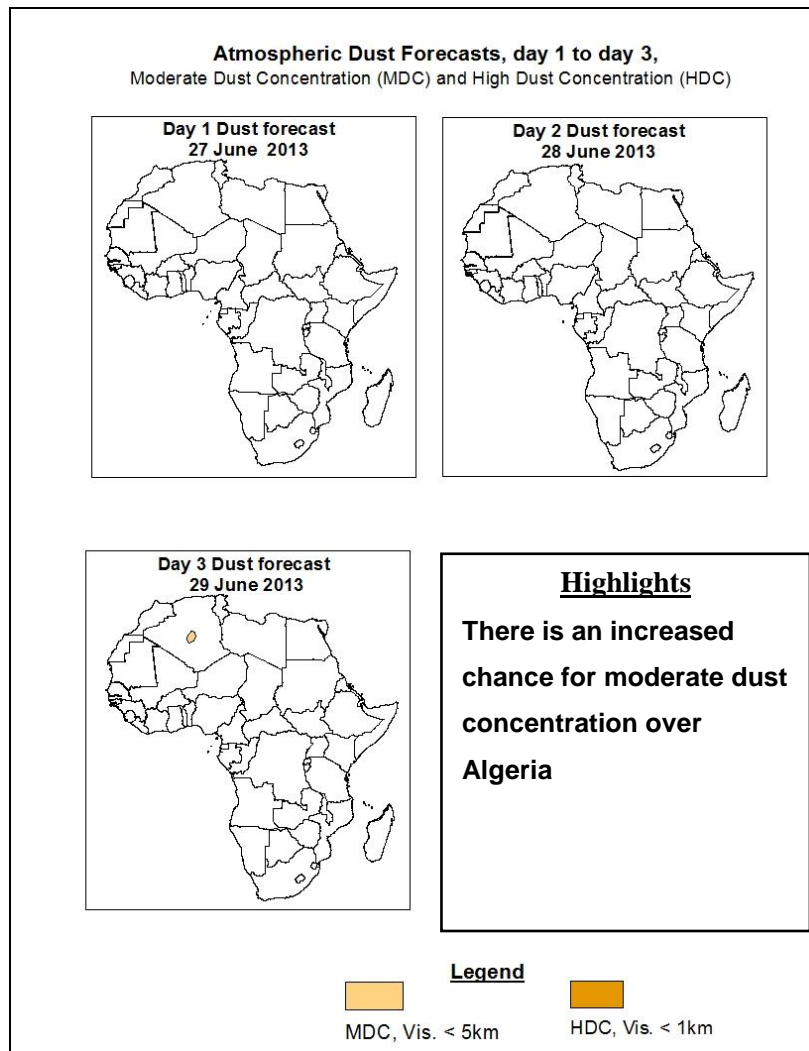 Atmospheric Dust Forecasts, day 1 to day 3,
Moderate Dust Concentration (MDC) and High Dust Concentration (HDC)
Day 1 Dust forecast
27 June 2013
Day 2 Dust forecast
28 June 2013
Day 3 Dust forecast
29 June 2013
Highlights
There is an increased
chance for moderate dust
concentration over
Algeria
Legend
MDC, Vis. < 5km
HDC, Vis. < 1km